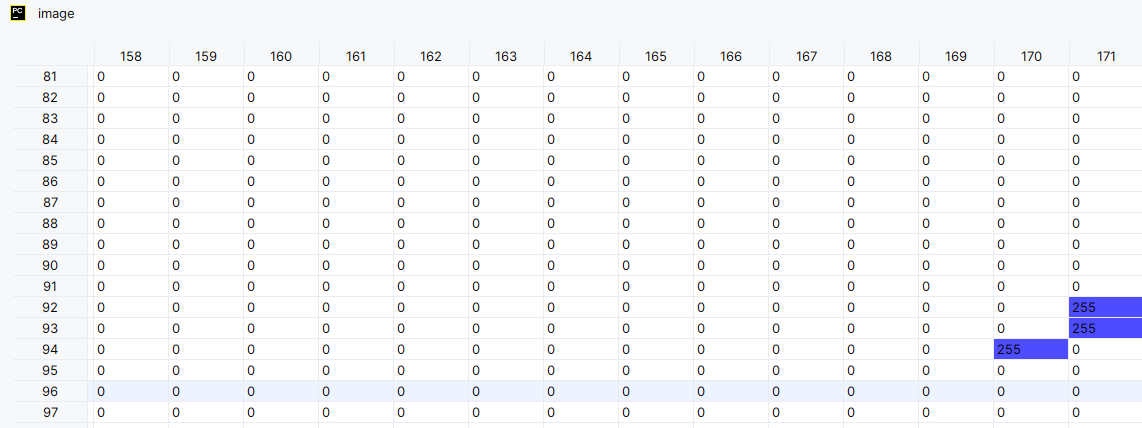 PC image
158 159 160 161 162 163 164 165 166 167 168 169 170 171
81 0 0 0 0 0 0 0 0 0 0 0 0 0 0
82 0 0 0 0 0 0 0 0 0 0 0 0 0 0
83 0 0 0 0 0 0 0 0 0 0 0 0 0 0
84 0 0 0 0 0 0 0 0 0 0 0 0 0 0
85 0 0 0 0 0 0 0 0 0 0 0 0 0 0
86 0 0 0 0 0 0 0 0 0 0 0 0 0 0
87 0 0 0 0 0 0 0 0 0 0 0 0 0 0
88 0 0 0 0 0 0 0 0 0 0 0 0 0 0
89 0 0 0 0 0 0 0 0 0 0 0 0 0 0
90 0 0 0 0 0 0 0 0 0 0 0 0 0 0
91 0 0 0 0 0 0 0 0 0 0 0 0 0 0
92 0 0 0 0 0 0 0 0 0 0 0 0 0 255
93 0 0 0 0 0 0 0 0 0 0 0 0 0 255
94 0 0 0 0 0 0 0 0 0 0 0 0 255 0
95 0 0 0 0 0 0 0 0 0 0 0 0 0 0
96 0 0 0 0 0 0 0 0 0 0 0 0 0 0
97 0 0 0 0 0 0 0 0 0 0 0 0 0 0